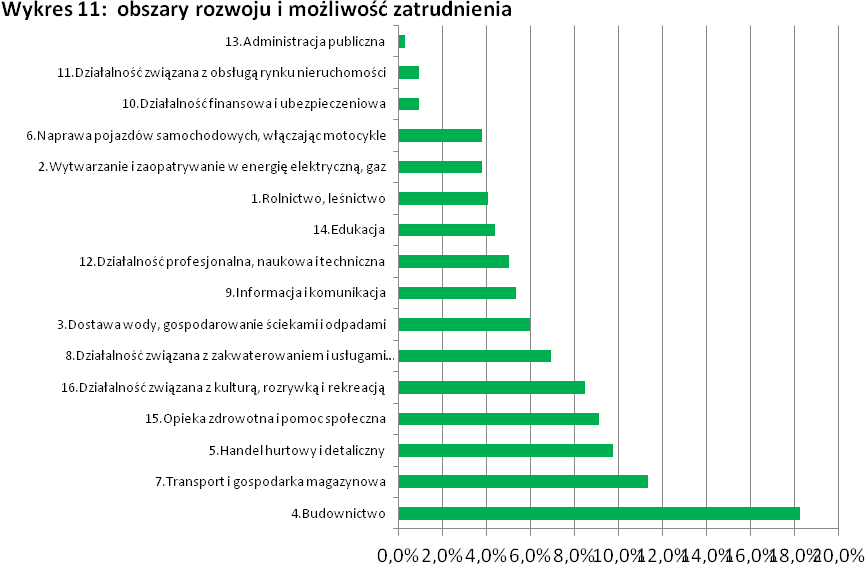 Wykres 11:  obszary rozwoju i możliwość zatrudnienia
13.Administracja publiczna
11.Działalność związana z obsługą rynku nieruchomości
10.Działalność finansowa i ubezpieczeniowa
6.Naprawa pojazdów samochodowych, włączając motocykle
2.Wytwarzanie i zaopatrywanie w energię elektryczną, gaz
1.Rolnictwo, leśnictwo
14.Edukacja
12.Działalność profesjonalna, naukowa i techniczna
9.Informacja i komunikacja
3.Dostawa wody, gospodarowanie ściekami i odpadami
8.Działalność związana z zakwaterowaniem i usługami...
16.Działalność związana z kulturą, rozrywką i rekreacją
15.Opieka zdrowotna i pomoc społeczna
5.Handel hurtowy i detaliczny
7.Transport i gospodarka magazynowa
4.Budownictwo
0,0% 2,0% 4,0% 6,0% 8,0% 10,0% 12,0% 14,0% 16,0% 18,0% 20,0%